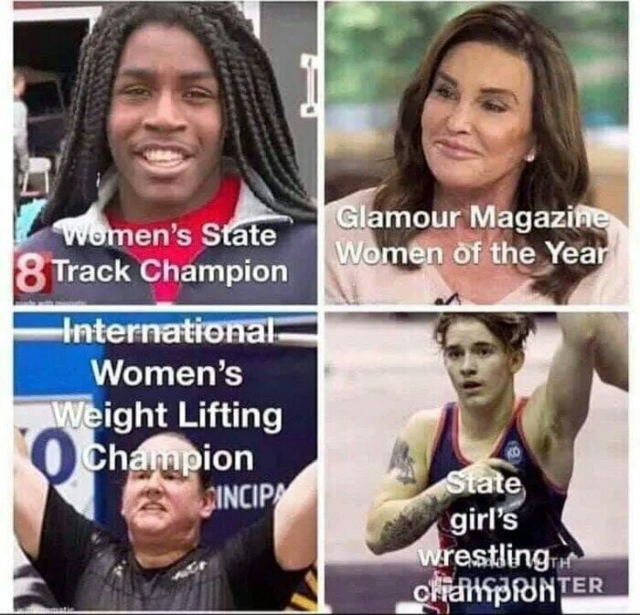 Women's State
8 Track Champion
Glamour Magazine
Women of the Year
International
Women's
Weight Lifting
Champion
INCIPA
State
girl's
wrestling
champion